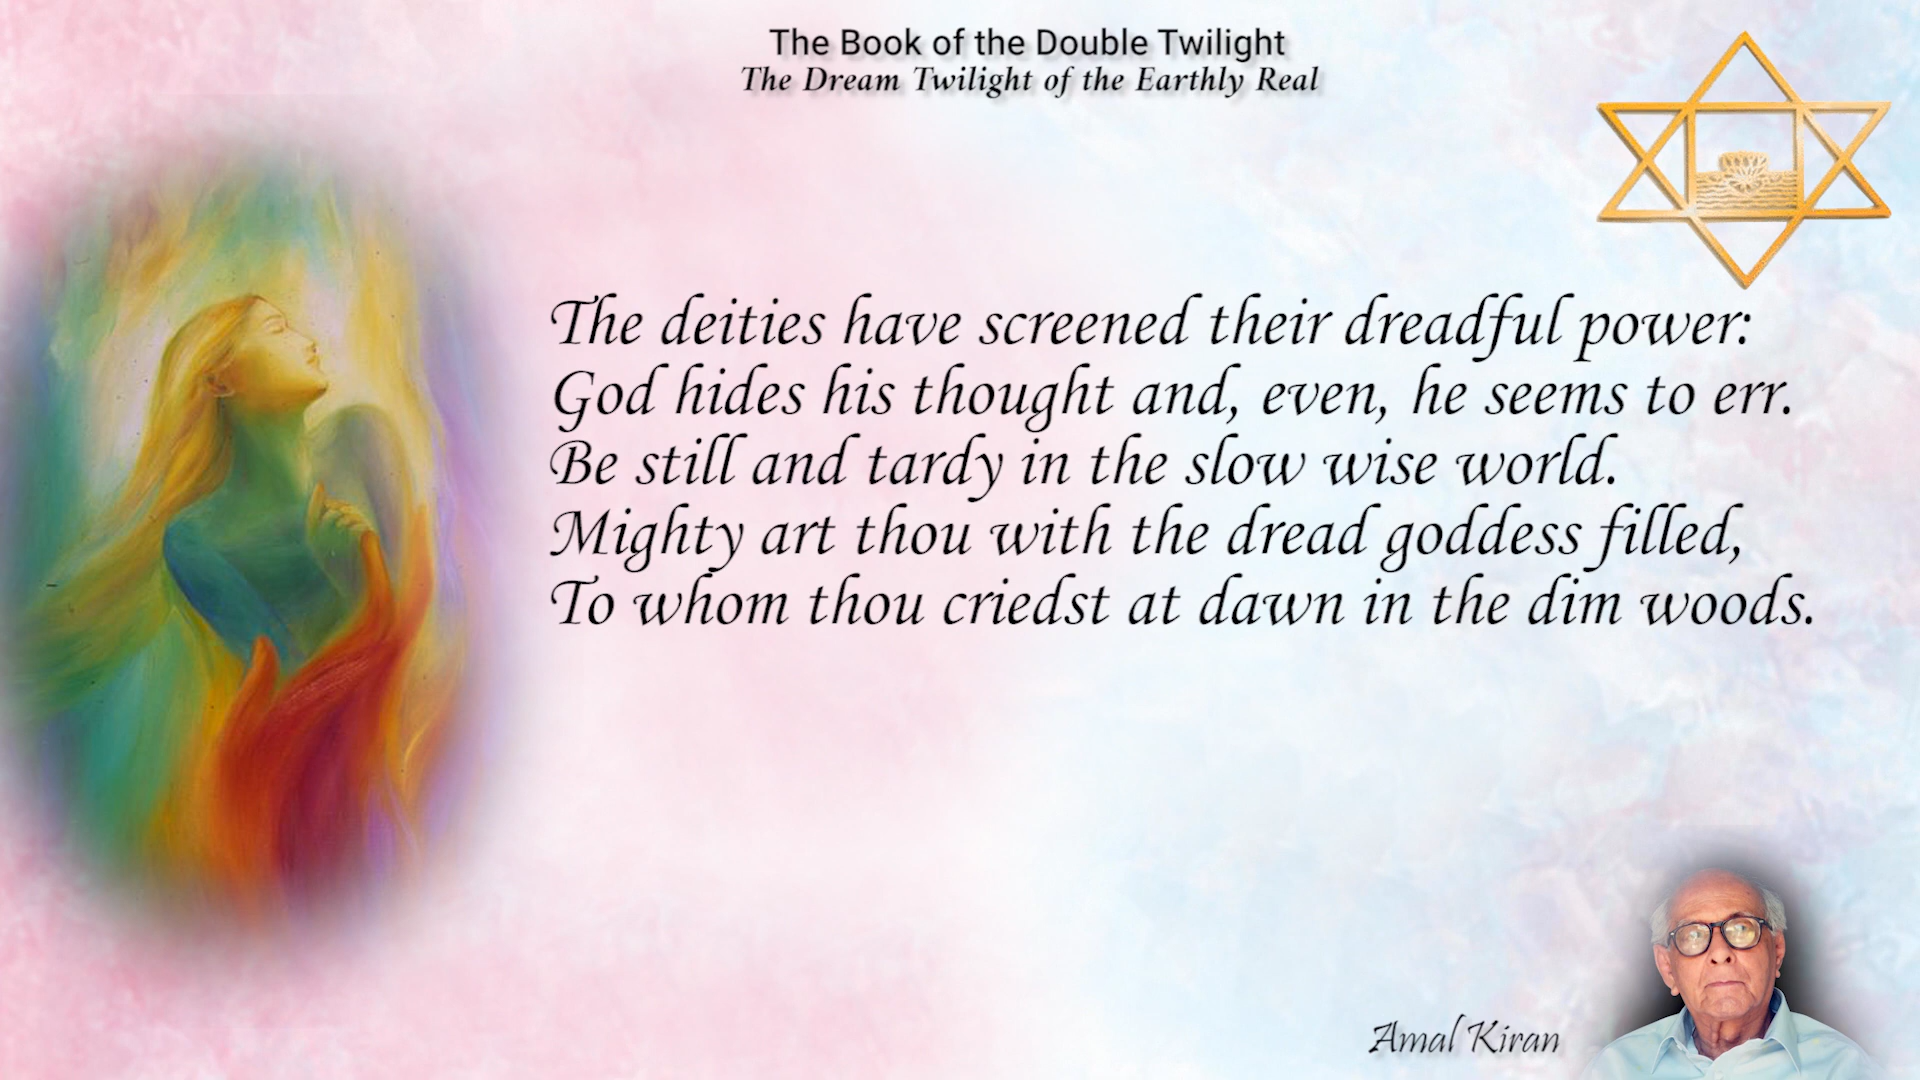 The Book of the Double Twilight
The Dream Twilight of the Earthly Real
The deities have screened their dreadful power:
God hides his thought and, even, he seems to err.
Be still and tardy in the slow wise world.
Mighty art thou with the dread goddess filled,
To whom thou criedst at dawn in the dim woods.
Amal Kiran